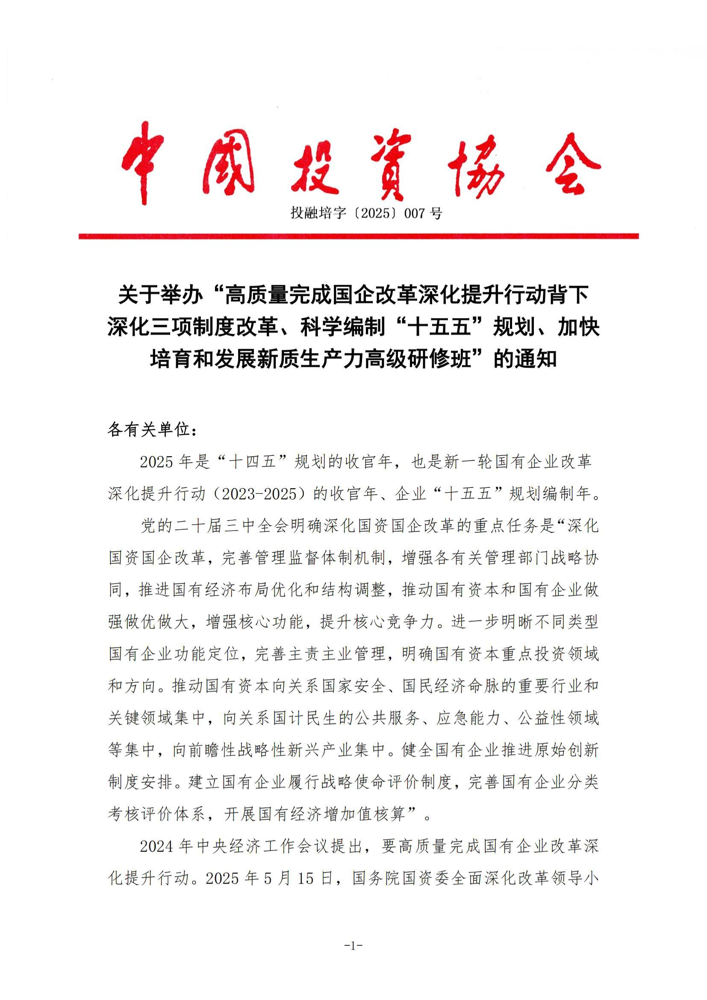 中國投資協会
投融培字〔2025〕007 号
关于举办“高质量完成国企改革深化提升行动背下
深化三项制度改革、科学编制“十五五”规划、加快
培育和发展新质生产力高级研修班”的通知
各有关单位：
2025 年是“十四五”规划的收官年，也是新一轮国有企业改革
深化提升行动（2023-2025）的收官年、企业“十五五”规划编制年。
党的二十届三中全会明确深化国资国企改革的重点任务是“深化
国资国企改革，完善管理监督体制机制，增强各有关管理部门战略协
同，推进国有经济布局优化和结构调整，推动国有资本和国有企业做
强做优做大，增强核心功能，提升核心竞争力。进一步明晰不同类型
国有企业功能定位，完善主责主业管理，明确国有资本重点投资领域
和方向。推动国有资本向关系国家安全、国民经济命脉的重要行业和
关键领域集中，向关系国计民生的公共服务、应急能力、公益性领域
等集中，向前瞻性战略性新兴产业集中。健全国有企业推进原始创新
制度安排。建立国有企业履行战略使命评价制度，完善国有企业分类
考核评价体系，开展国有经济增加值核算”。
2024 年中央经济工作会议提出，要高质量完成国有企业改革深
化提升行动。2025 年 5 月 15 日，国务院国资委全面深化改革领导小
-1-